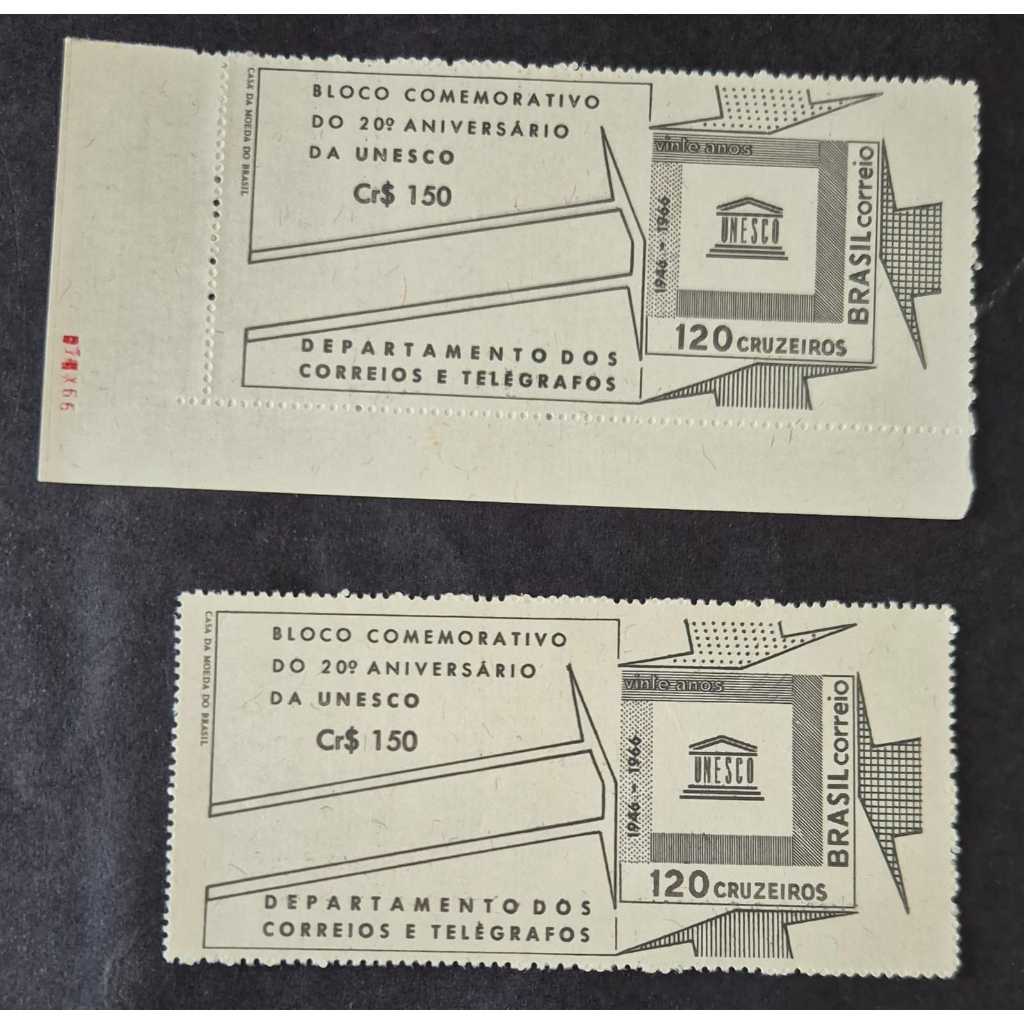 CASA DA MOEDA DO BRASIL
BLOCO COMEMORATIVO
DO 20º ANIVERSÁRIO
DA UNESCO
Cr$ 150
DEPARTAMENTO DOS
CORREIOS E TELÉGRAFOS
vinte anos
1946 - 1966
UNESCO
BRASIL correio
120 CRUZEIROS
CASA DA MOEDA DO BRASIL
BLOCO COMEMORATIVO
DO 20º ANIVERSÁRIO
DA UNESCO
Cr$ 150
DEPARTAMENTO DOS
CORREIOS E TELÉGRAFOS
vinte anos
1946 - 1966
UNESCO
BRASIL correio
120 CRUZEIROS